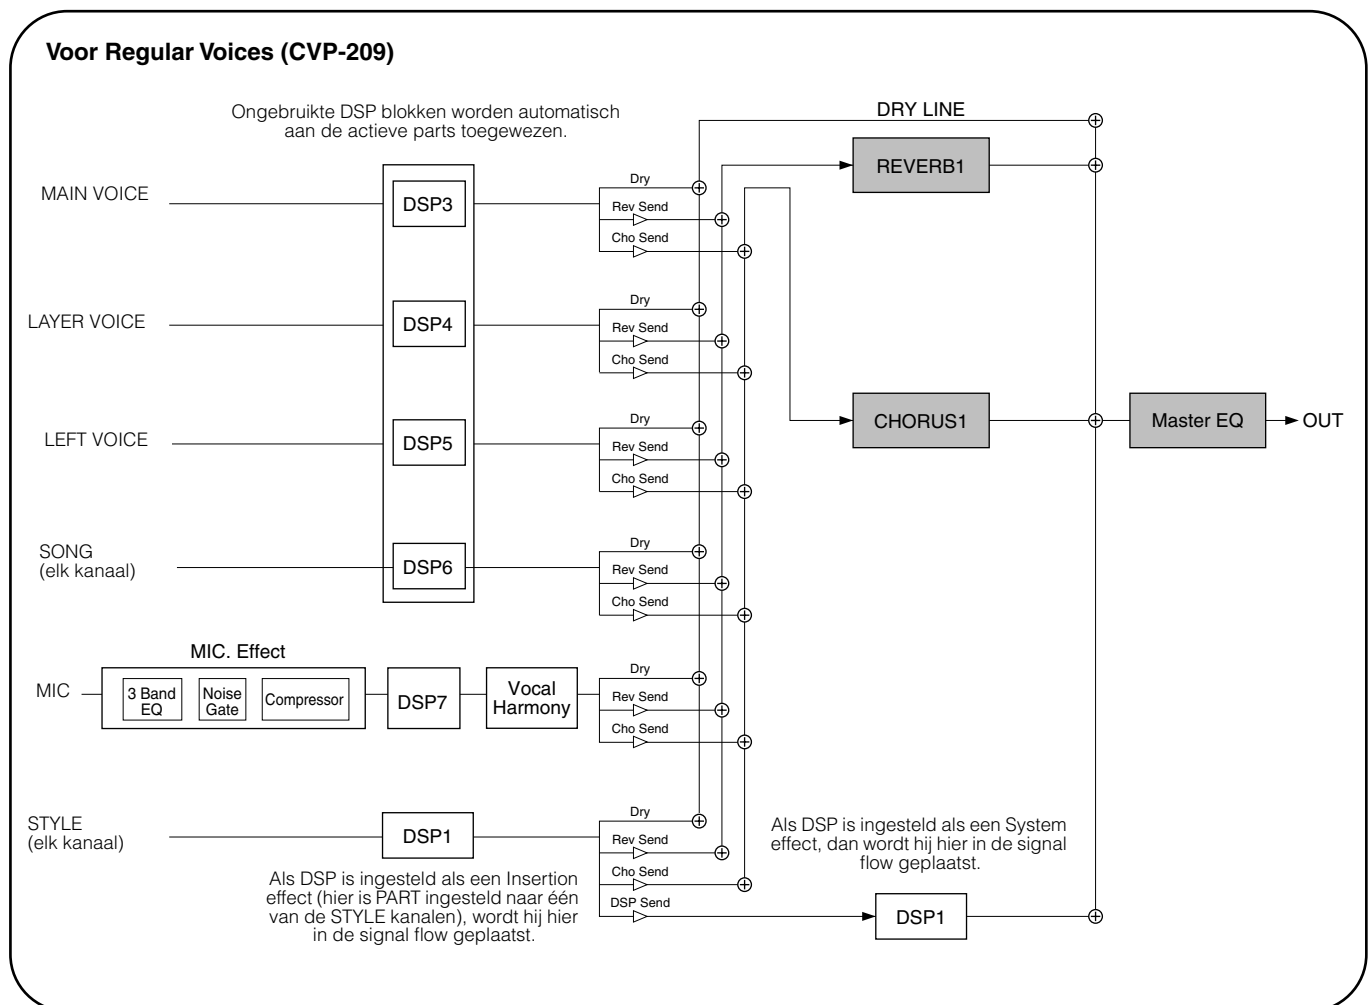 Voor Regular Voices (CVP-209)
Ongebruikte DSP blokken worden automatisch
aan de actieve parts toegewezen.
DRY LINE
MAIN VOICE
DSP3
Dry
Rev Send
Cho Send
REVERB1
LAYER VOICE
DSP4
Dry
Rev Send
Cho Send
LEFT VOICE
DSP5
Dry
Rev Send
Cho Send
CHORUS1
Master EQ
OUT
SONG
(elk kanaal)
DSP6
Dry
Rev Send
Cho Send
MIC. Effect
MIC
3 Band
EQ
Noise
Gate
Compressor
DSP7
Vocal
Harmony
Dry
Rev Send
Cho Send
STYLE
(elk kanaal)
DSP1
Dry
Rev Send
Cho Send
DSP Send
Als DSP is ingesteld als een Insertion
effect (hier is PART ingesteld naar één
van de STYLE kanalen), wordt hij hier
in de signal flow geplaatst.
Als DSP is ingesteld als een System
effect, dan wordt hij hier in de signal
flow geplaatst.
DSP1